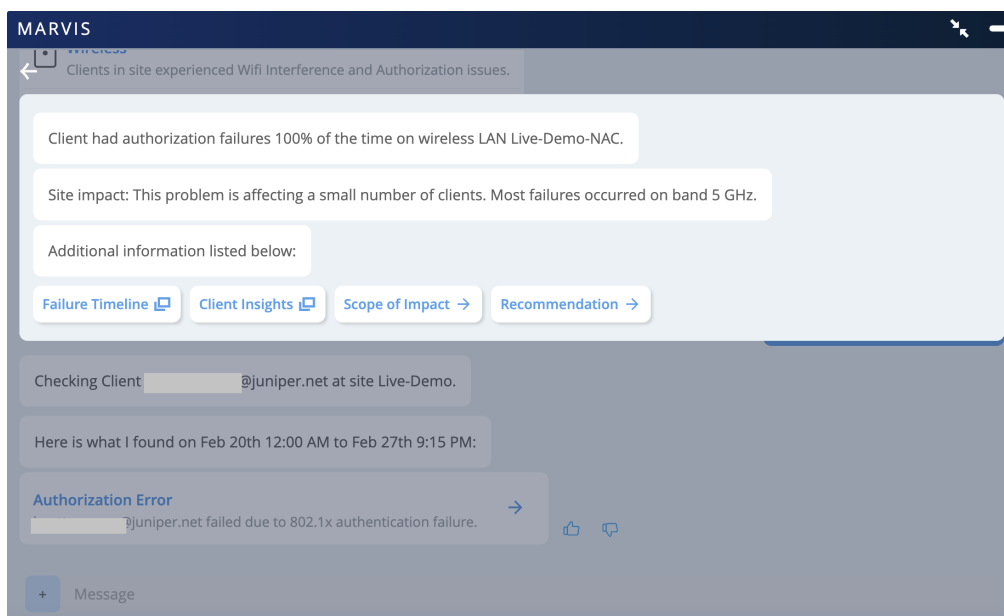 MARVIS
Wireless
Clients in site experienced Wifi Interference and Authorization issues.
Client had authorization failures 100% of the time on wireless LAN Live-Demo-NAC.
Site impact: This problem is affecting a small number of clients. Most failures occurred on band 5 GHz.
Additional information listed below:
Failure Timeline
Client Insights
Scope of Impact →
Recommendation →
Checking Client @juniper.net at site Live-Demo.
Here is what I found on Feb 20th 12:00 AM to Feb 27th 9:15 PM:
Authorization Error
@juniper.net failed due to 802.1x authentication failure.
+ Message